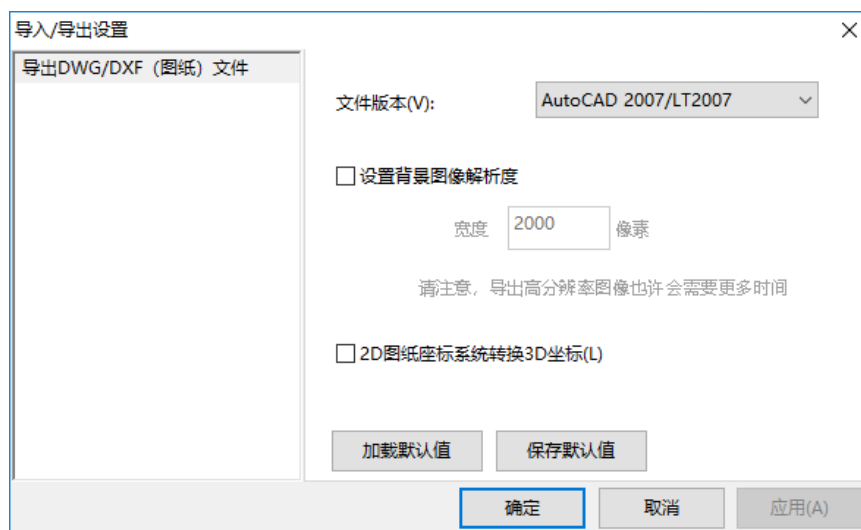 导入/导出设置
导出DWG/DXF（图纸）文件
文件版本(V):
AutoCAD 2007/LT2007
设置背景图像解析度
宽度 2000 像素
请注意，导出高分辨率图像也许会需要更多时间
2D图纸座标系统转换3D坐标(L)
加载默认值 保存默认值
确定 取消 应用(A)